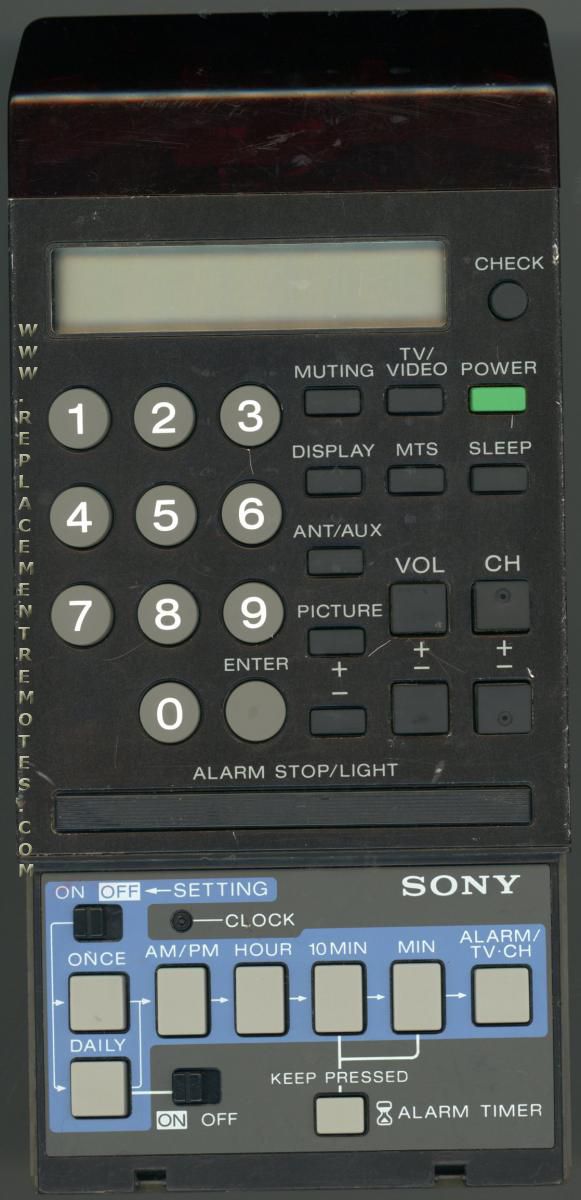 CHECK
TV/
MUTING VIDEO POWER
1 2 3
DISPLAY MTS SLEEP
4 5 6
ANT/AUX
VOL CH
7 8 9
PICTURE
+ + +
- - -
ENTER
0
ALARM STOP/LIGHT
WWW.REPLACEMENTREMOTES.COM
ON OFF SETTING
SONY
CLOCK
ONCE AM/PM HOUR 10MIN MIN ALARM/
TV·CH
DAILY
KEEP PRESSED
ON OFF
ALARM TIMER